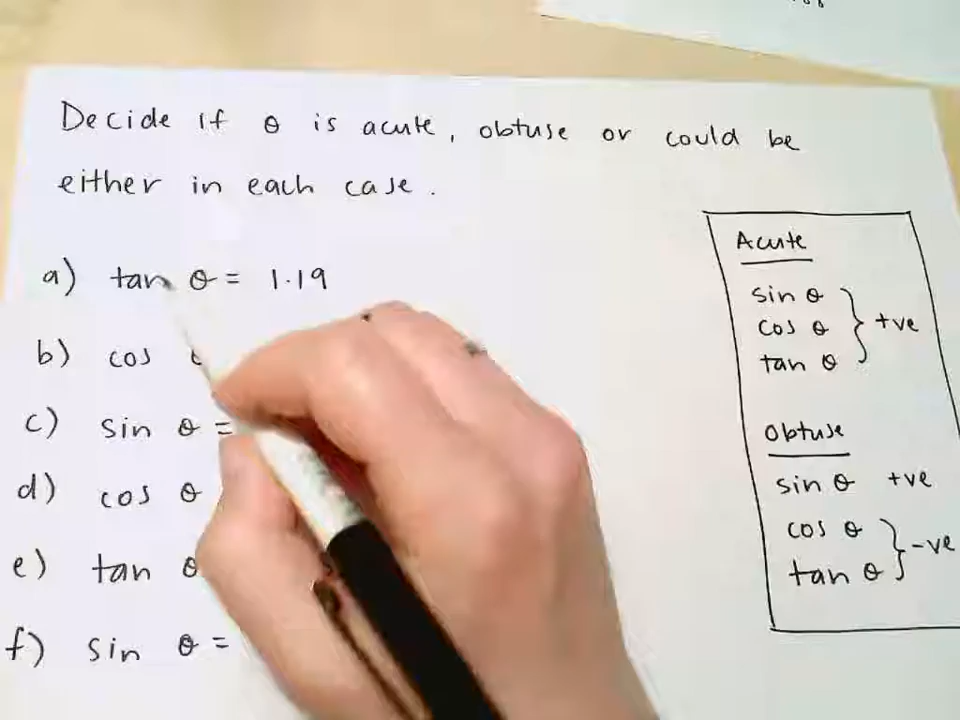 Decide if θ is acute, obtuse or could be
either in each case.
a) tan θ = 1.19
b) cos
c) sin θ =
d) cos θ
e) tan θ
f) sin θ =
Acute
sin θ
cos θ } +ve
tan θ
Obtuse
sin θ +ve
cos θ } -ve
tan θ